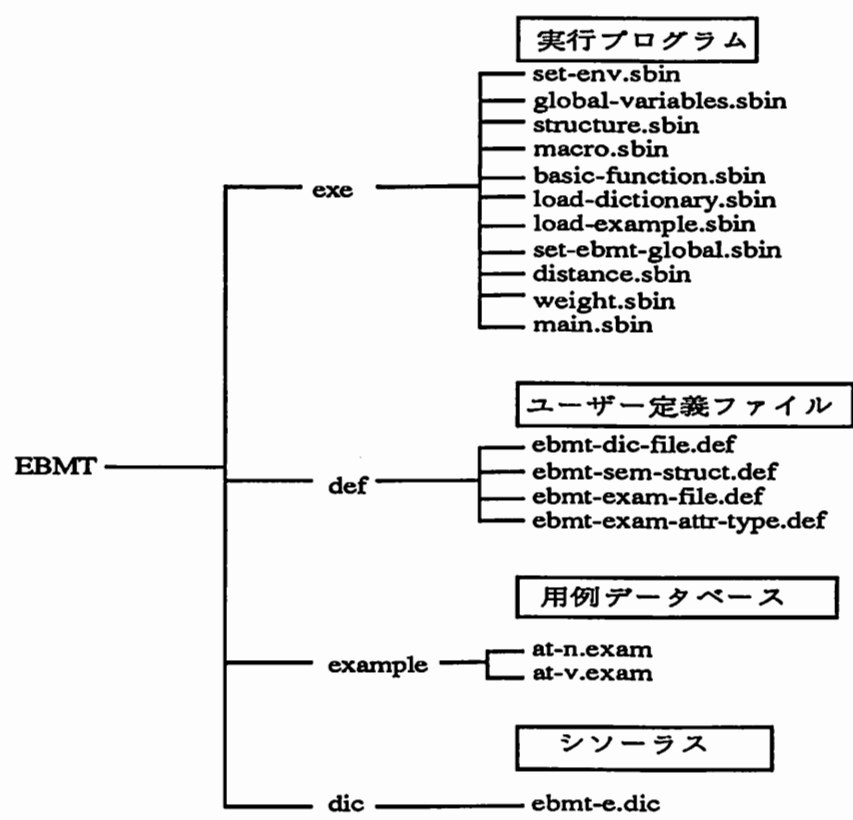 実行プログラム
set-env.sbin
global-variables.sbin
structure.sbin
macro.sbin
basic-function.sbin
exe
load-dictionary.sbin
load-example.sbin
set-ebmt-global.sbin
distance.sbin
weight.sbin
main.sbin
ユーザー定義ファイル
ebmt-dic-file.def
EBMT
ebmt-sem-struct.def
def
ebmt-exam-file.def
ebmt-exam-attr-type.def
用例データベース
at-n.exam
example
at-v.exam
シソーラス
dic
ebmt-e.dic